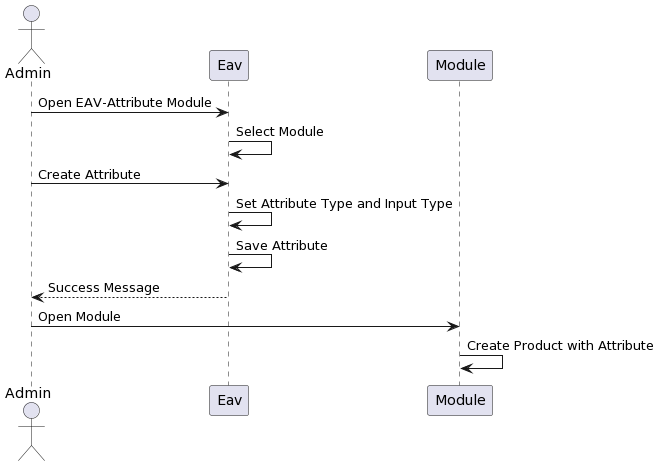 Admin
Eav
Module
Open EAV-Attribute Module
Select Module
Create Attribute
Set Attribute Type and Input Type
Save Attribute
Success Message
Open Module
Create Product with Attribute
Admin
Eav
Module